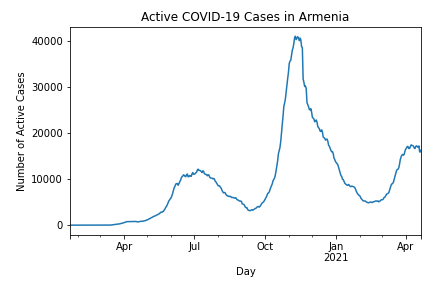 Active COVID-19 Cases in Armenia
Number of Active Cases
40000
30000
20000
10000
0
Apr Jul Oct Jan Apr
2021
Day